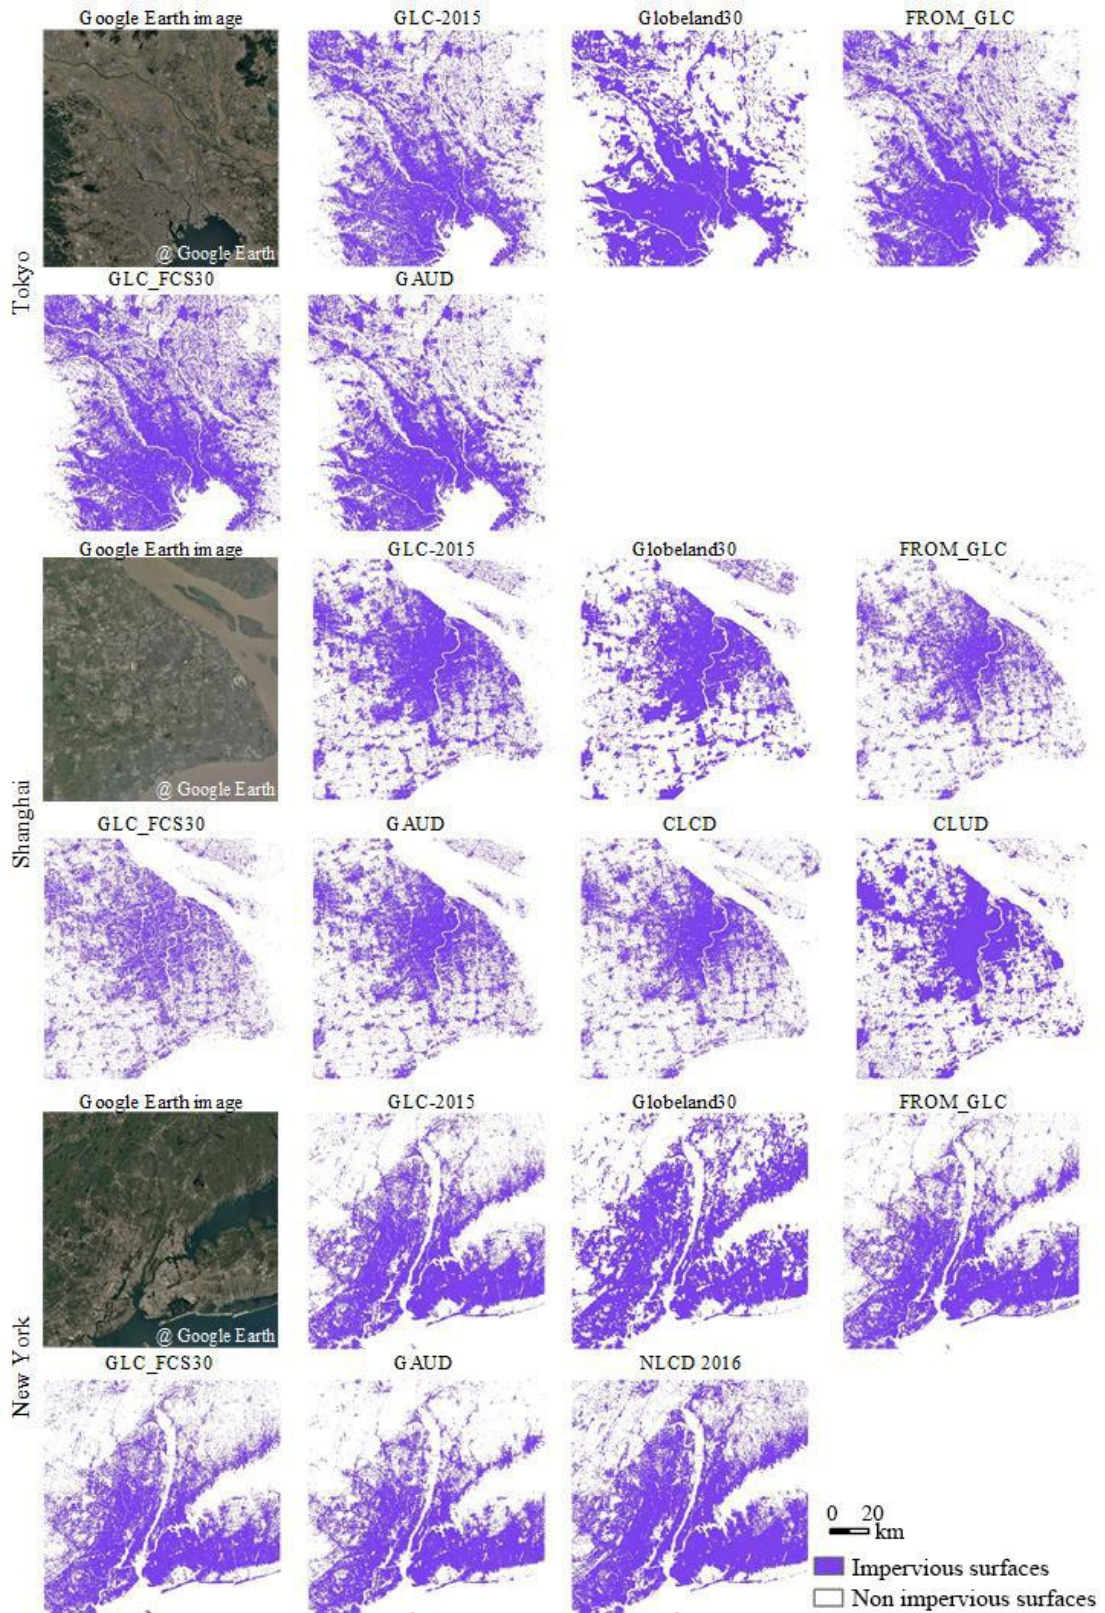 Google Earth image GLC-2015 Globeland30 FROM_GLC
@ Google Earth
Tokyo
GLC_FCS30 GAUD
Google Earth image GLC-2015 Globeland30 FROM_GLC
@ Google Earth
Shanghai
GLC_FCS30 GAUD CLCD CLUD
Google Earth image GLC-2015 Globeland30 FROM_GLC
@ Google Earth
New York
GLC_FCS30 GAUD NLCD 2016
0 20
km
Impervious surfaces
Non impervious surfaces